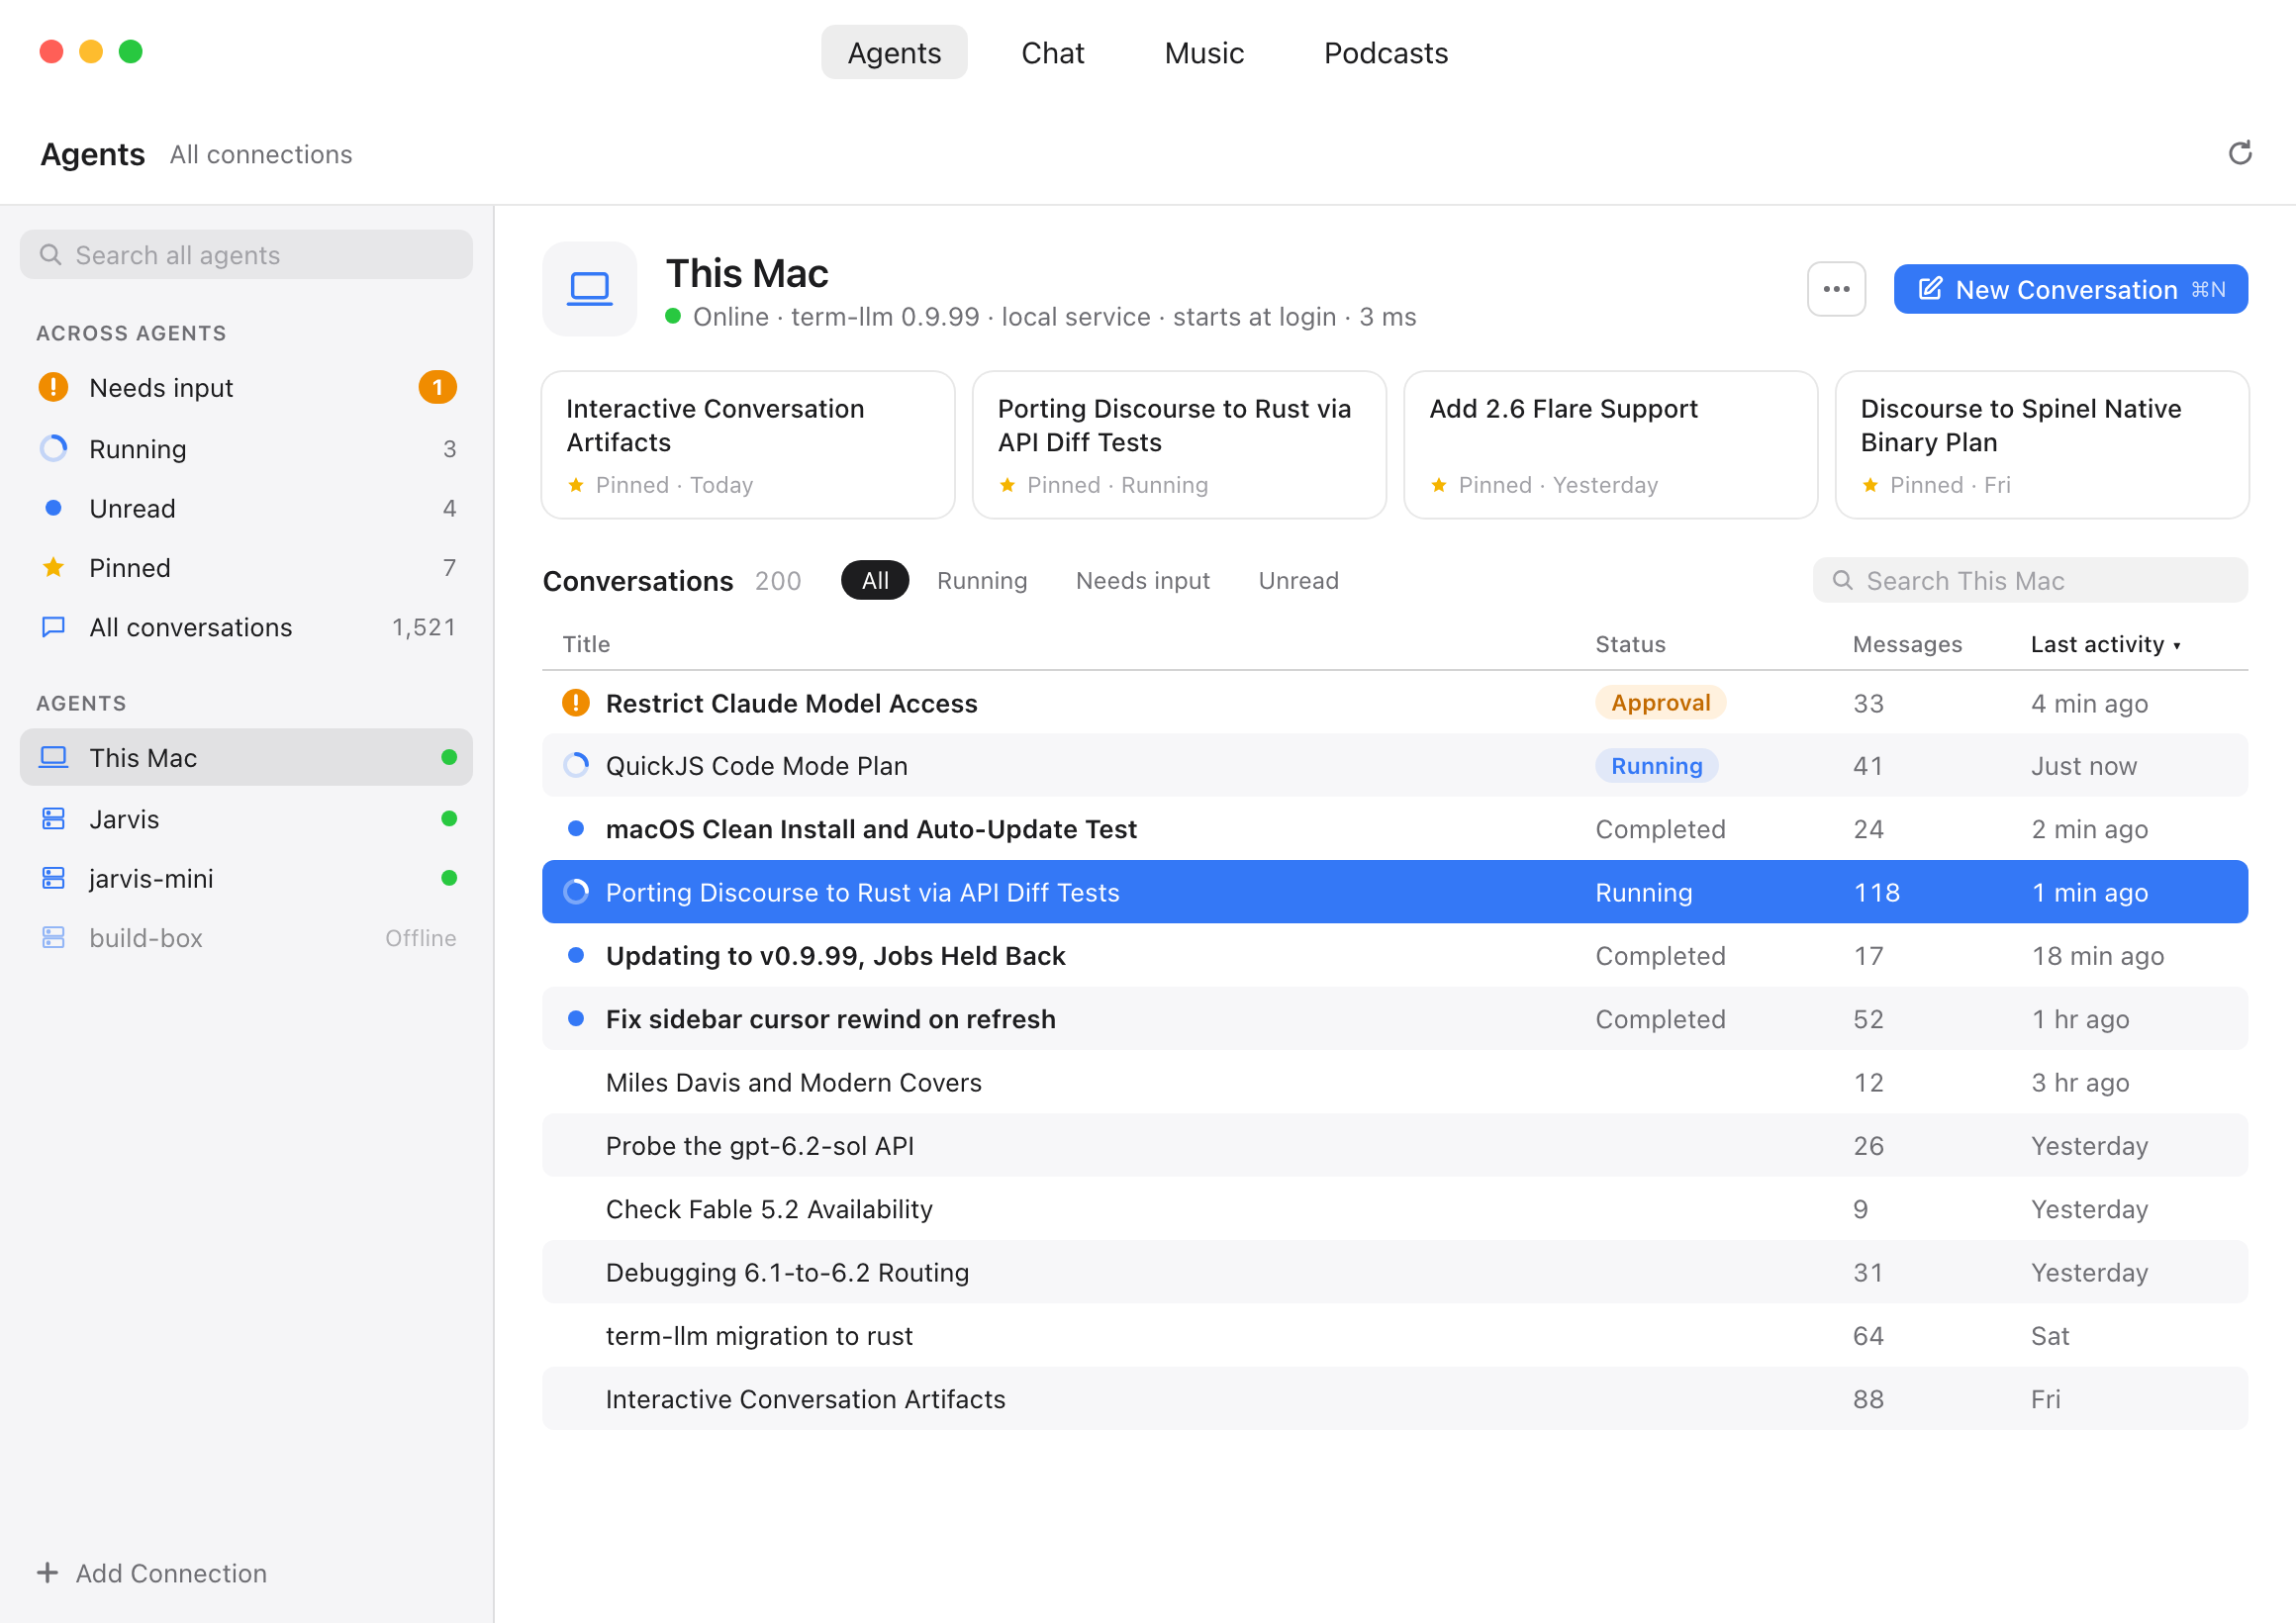 Agents Chat Music Podcasts
Agents All connections
Search all agents
ACROSS AGENTS
Needs input 1
Running 3
Unread 4
Pinned 7
All conversations 1,521
AGENTS
This Mac
Jarvis
jarvis-mini
build-box Offline
Add Connection
This Mac
Online · term-llm 0.9.99 · local service · starts at login · 3 ms
New Conversation ⌘N
Interactive Conversation
Artifacts
Pinned · Today
Porting Discourse to Rust via
API Diff Tests
Pinned · Running
Add 2.6 Flare Support
Pinned · Yesterday
Discourse to Spinel Native
Binary Plan
Pinned · Fri
Conversations 200 All Running Needs input Unread
Search This Mac
Title Status Messages Last activity ▾
Restrict Claude Model Access Approval 33 4 min ago
QuickJS Code Mode Plan Running 41 Just now
macOS Clean Install and Auto-Update Test Completed 24 2 min ago
Porting Discourse to Rust via API Diff Tests Running 118 1 min ago
Updating to v0.9.99, Jobs Held Back Completed 17 18 min ago
Fix sidebar cursor rewind on refresh Completed 52 1 hr ago
Miles Davis and Modern Covers 12 3 hr ago
Probe the gpt-6.2-sol API 26 Yesterday
Check Fable 5.2 Availability 9 Yesterday
Debugging 6.1-to-6.2 Routing 31 Yesterday
term-llm migration to rust 64 Sat
Interactive Conversation Artifacts 88 Fri